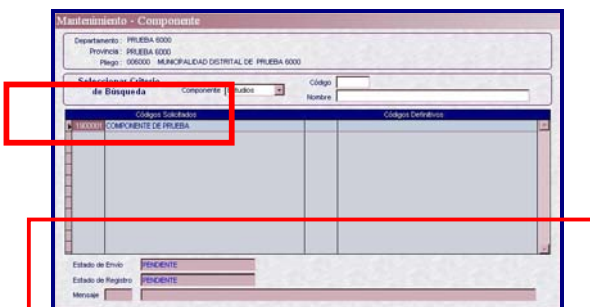 Mantenimiento - Componente
Departamento : PRUEBA 6000
Provincia : PRUEBA 6000
Pliego : 006000 MUNICIPALIDAD DISTRITAL DE PRUEBA 6000
Seleccionar Criterio
de Búsqueda
Componente Estudios
Código
Nombre
Códigos Solicitados Códigos Definitivos
COMPONENTE DE PRUEBA
Estado de Envío PENDIENTE
Estado de Registro PENDIENTE
Mensaje